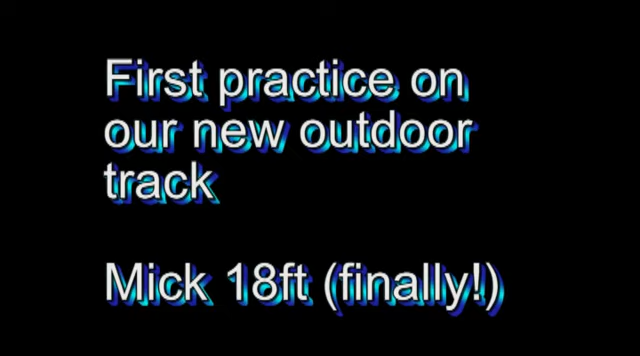 First practice on
our new outdoor
track
Mick 18ft (finally!)